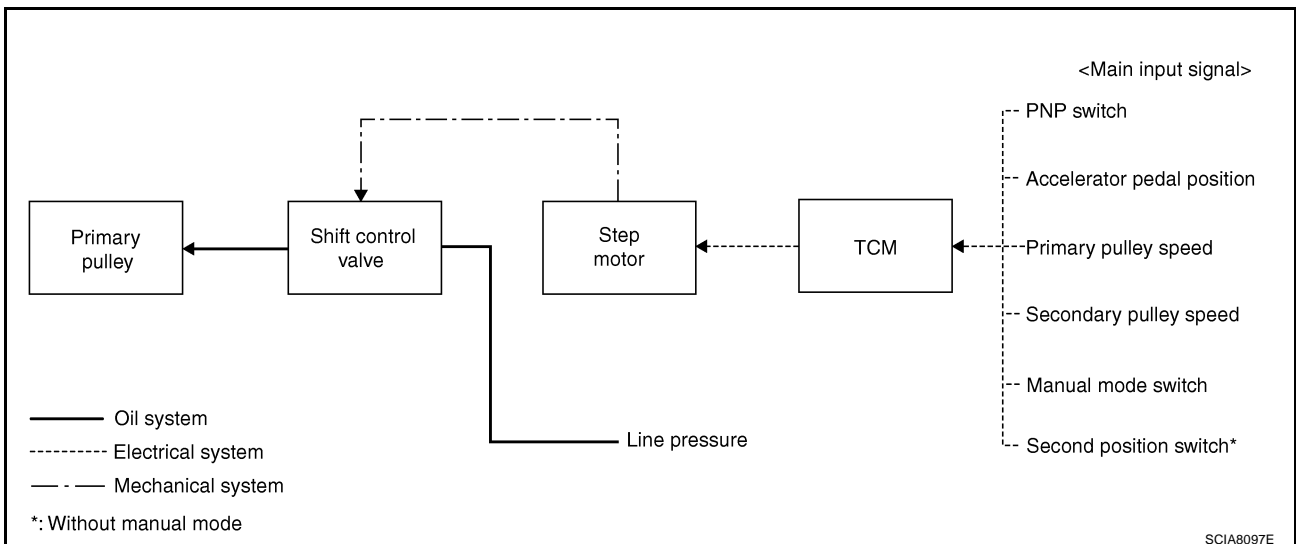 <Main input signal>
PNP switch
Accelerator pedal position
Primary pulley speed
Secondary pulley speed
Manual mode switch
Second position switch*
Primary
pulley
Shift control
valve
Step
motor
TCM
Line pressure
Oil system
Electrical system
Mechanical system
*: Without manual mode
SCIA8097E